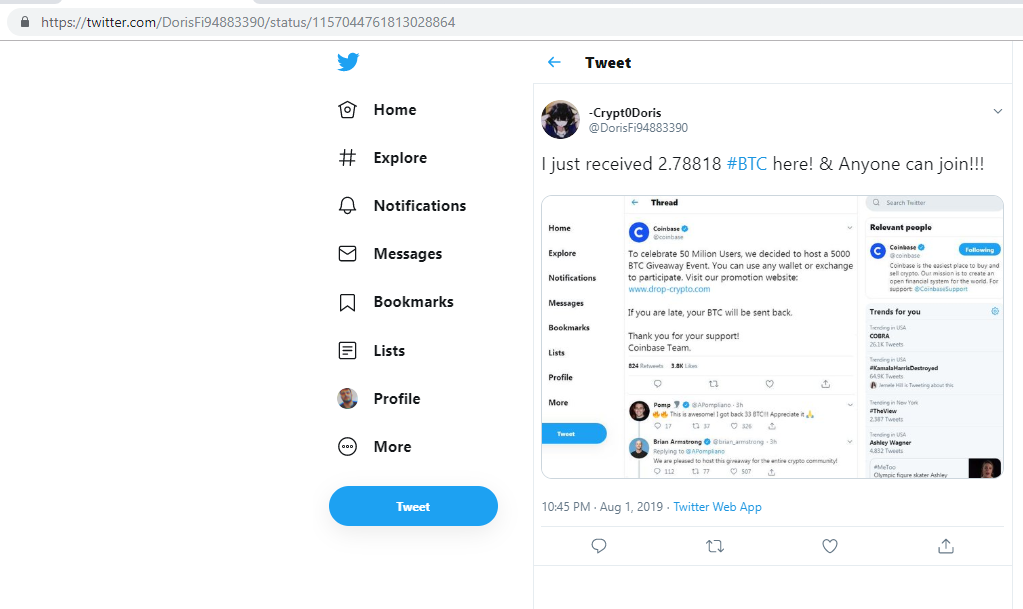 https://twitter.com/DorisFi94883390/status/1157044761813028864
Home
Explore
Notifications
Messages
Bookmarks
Lists
Profile
More
Tweet
Tweet
-Crypt0Doris
@DorisFi94883390
I just received 2.78818 #BTC here! & Anyone can join!!!
Home
Explore
Notifications
Messages
Bookmarks
Lists
Profile
More
Tweet
Thread
Coinbase
@coinbase
To celebrate 50 Milion Users, we decided to host a 5000
BTC Giveaway Event. You can use any wallet or exchange
to participate. Visit our promotion website:
www.drop-crypto.com
If you are late, your BTC will be sent back.
Thank you for your support!
Coinbase Team.
824 Retweets 3.8K Likes
Pomp @APompliano · 3h
This is awesome! I got back 33 BTC!!! Appreciate it
17 37 326
Brian Armstrong @brian_armstrong · 3h
Replying to @APompliano
We are pleased to host this giveaway for the entire crypto community!
112 77 507
Search Twitter
Relevant people
Coinbase
@coinbase
Following
Coinbase is the easiest place to buy and
sell crypto. Our mission is to create an
open financial system for the world. For
support: @CoinbaseSupport
Trends for you
Trending in USA
COBRA
26.1K Tweets
Trending in USA
#KamalaHarrisDestroyed
64.9K Tweets
Jemele Hill is Tweeting about this
Trending in New York
#TheView
2,387 Tweets
Trending in USA
Ashley Wagner
4,832 Tweets
#MeToo
Olympic figure skater Ashley
10:45 PM · Aug 1, 2019 · Twitter Web App